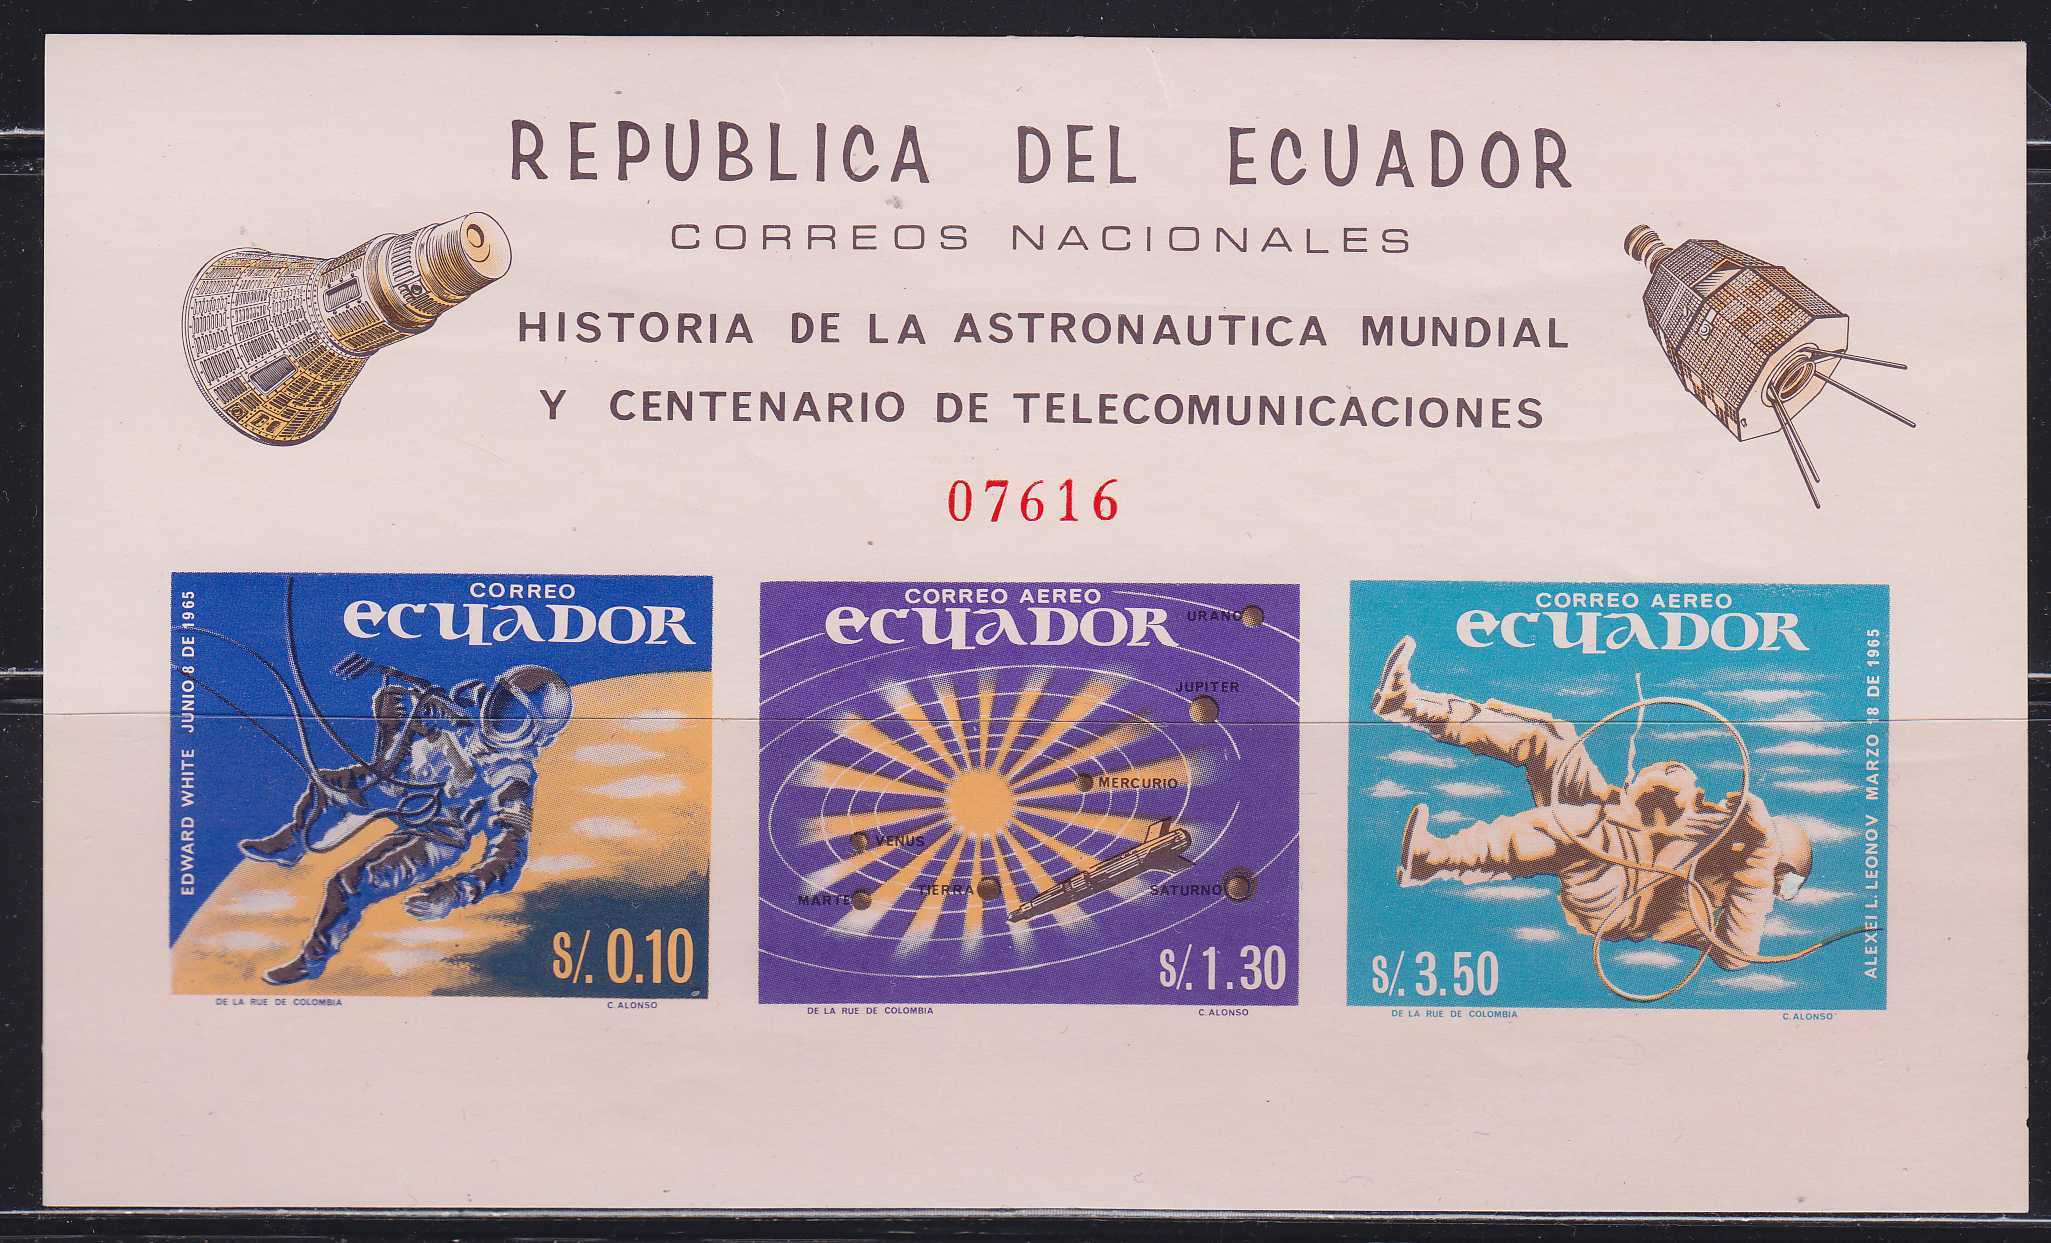 REPUBLICA DEL ECUADOR
CORREOS NACIONALES
HISTORIA DE LA ASTRONAUTICA MUNDIAL
Y CENTENARIO DE TELECOMUNICACIONES
07616
CORREO
ECUADOR
EDWARD WHITE JUNIO 8 DE 1965
S/. 0.10
DE LA RUE DE COLOMBIA
C. ALONSO
CORREO AEREO
ECUADOR
URANO
JUPITER
MERCURIO
VENUS
TIERRA
SATURNO
MARTE
S/. 1.30
DE LA RUE DE COLOMBIA
C. ALONSO
CORREO AEREO
ECUADOR
ALEXEI L. LEONOV MARZO 18 DE 1965
S/. 3.50
DE LA RUE DE COLOMBIA
C. ALONSO